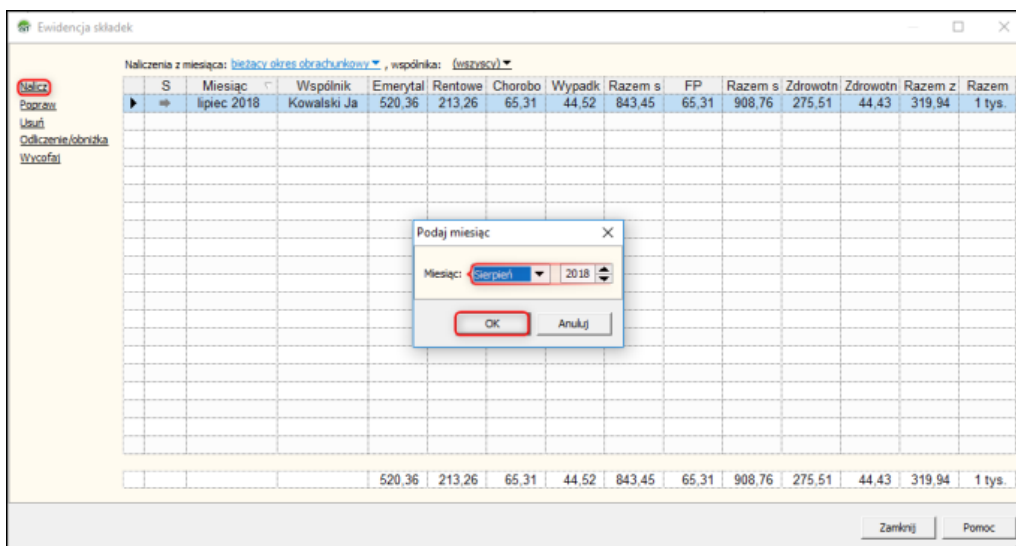 Ewidencja składek
Naliczenia z miesiąca: bieżący okres obrachunkowy , wspólnika: (wszyscy)
Nalicz
Popraw
Usuń
Odliczenie/obniżka
Wycofaj
S Miesiąc Wspólnik Emerytal Rentowe Chorobo Wypadk Razem s FP Razem s Zdrowotn Zdrowotn Razem z Razem
lipiec 2018 Kowalski Ja 520,36 213,26 65,31 44,52 843,45 65,31 908,76 275,51 44,43 319,94 1 tys.
Podaj miesiąc
Miesiąc: Sierpień 2018
OK Anuluj
520,36 213,26 65,31 44,52 843,45 65,31 908,76 275,51 44,43 319,94 1 tys.
Zamknij Pomoc